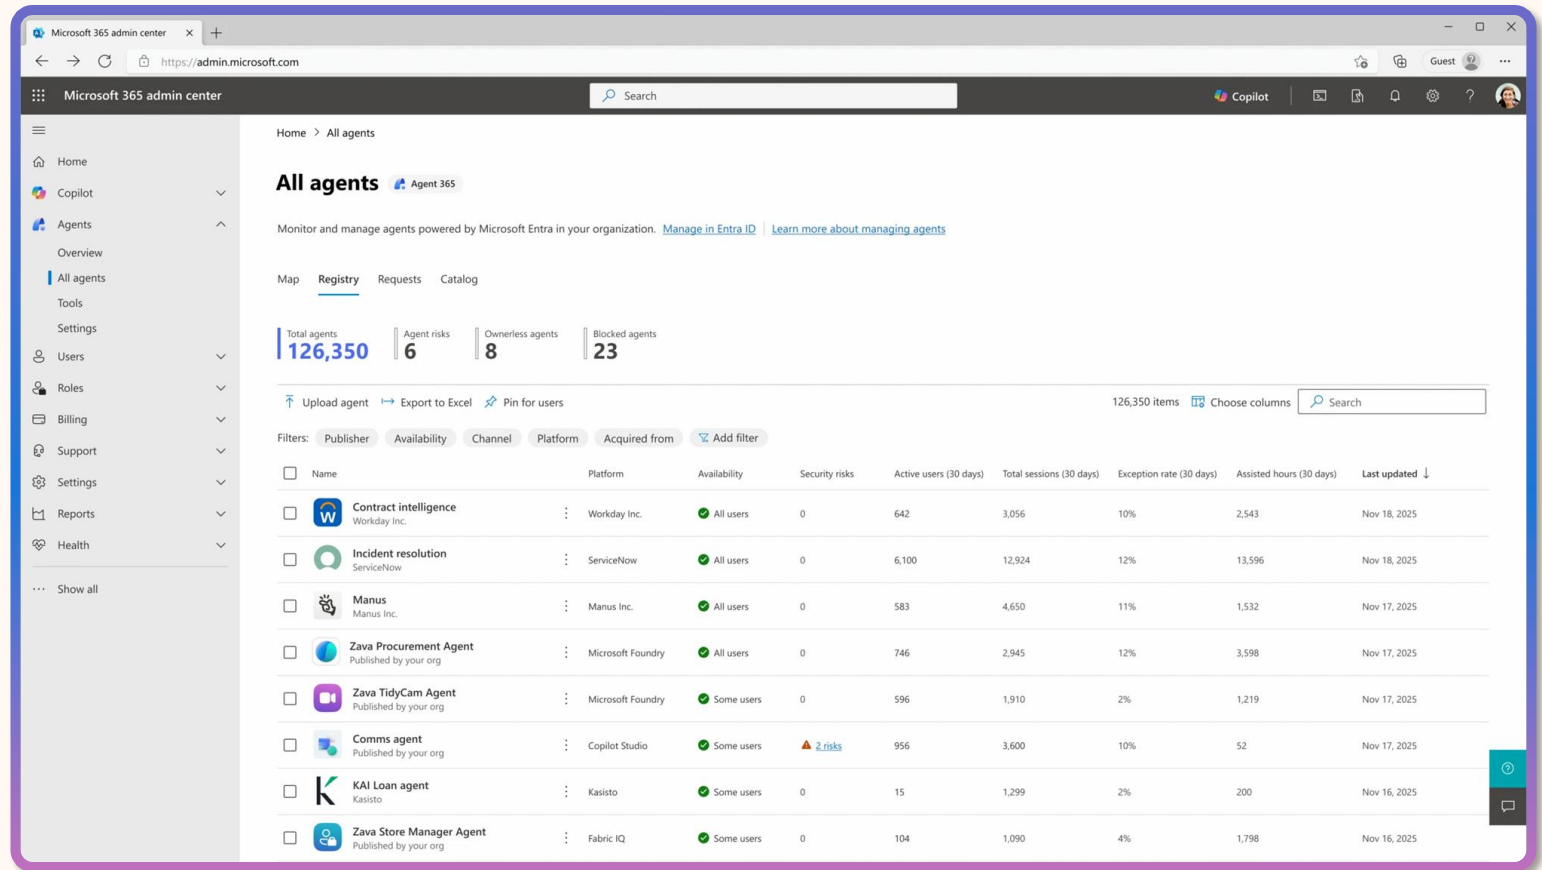 Microsoft 365 admin center
https://admin.microsoft.com
Guest
Microsoft 365 admin center
Search
Copilot
Home
Copilot
Agents
Overview
All agents
Tools
Settings
Users
Roles
Billing
Support
Settings
Reports
Health
Show all
Home > All agents
All agents
Agent 365
Monitor and manage agents powered by Microsoft Entra in your organization. Manage in Entra ID | Learn more about managing agents
Map Registry Requests Catalog
Total agents Agent risks Ownerless agents Blocked agents
126,350 6 8 23
Upload agent Export to Excel Pin for users 126,350 items Choose columns Search
Filters: Publisher Availability Channel Platform Acquired from Add filter
Name Platform Availability Security risks Active users (30 days) Total sessions (30 days) Exception rate (30 days) Assisted hours (30 days) Last updated ↓
Contract intelligence
Workday Inc.
Workday Inc. All users 0 642 3,056 10% 2,543 Nov 18, 2025
Incident resolution
ServiceNow
ServiceNow All users 0 6,100 12,924 12% 13,596 Nov 18, 2025
Manus
Manus Inc.
Manus Inc. All users 0 583 4,650 11% 1,532 Nov 17, 2025
Zava Procurement Agent
Published by your org
Microsoft Foundry All users 0 746 2,945 12% 3,598 Nov 17, 2025
Zava TidyCam Agent
Published by your org
Microsoft Foundry Some users 0 596 1,910 2% 1,219 Nov 17, 2025
Comms agent
Published by your org
Copilot Studio Some users 2 risks 956 3,600 10% 52 Nov 17, 2025
KAI Loan agent
Kasisto
Kasisto Some users 0 15 1,299 2% 200 Nov 16, 2025
Zava Store Manager Agent
Published by your org
Fabric IQ Some users 0 104 1,090 4% 1,798 Nov 16, 2025